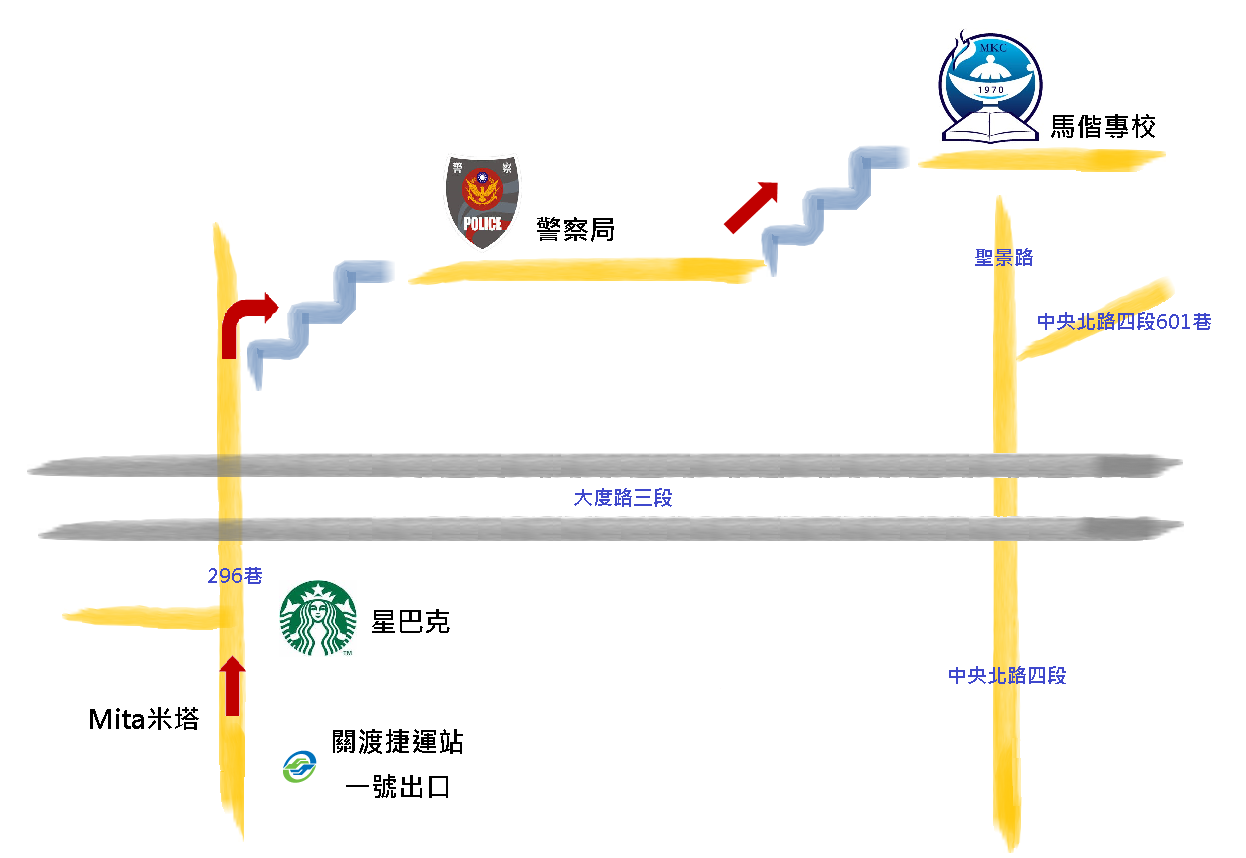 MKC
1970
馬偕專校
警 察
POLICE
警察局
聖景路
中央北路四段601巷
大度路三段
296巷
星巴克
TM
中央北路四段
Mita米塔
關渡捷運站
一號出口